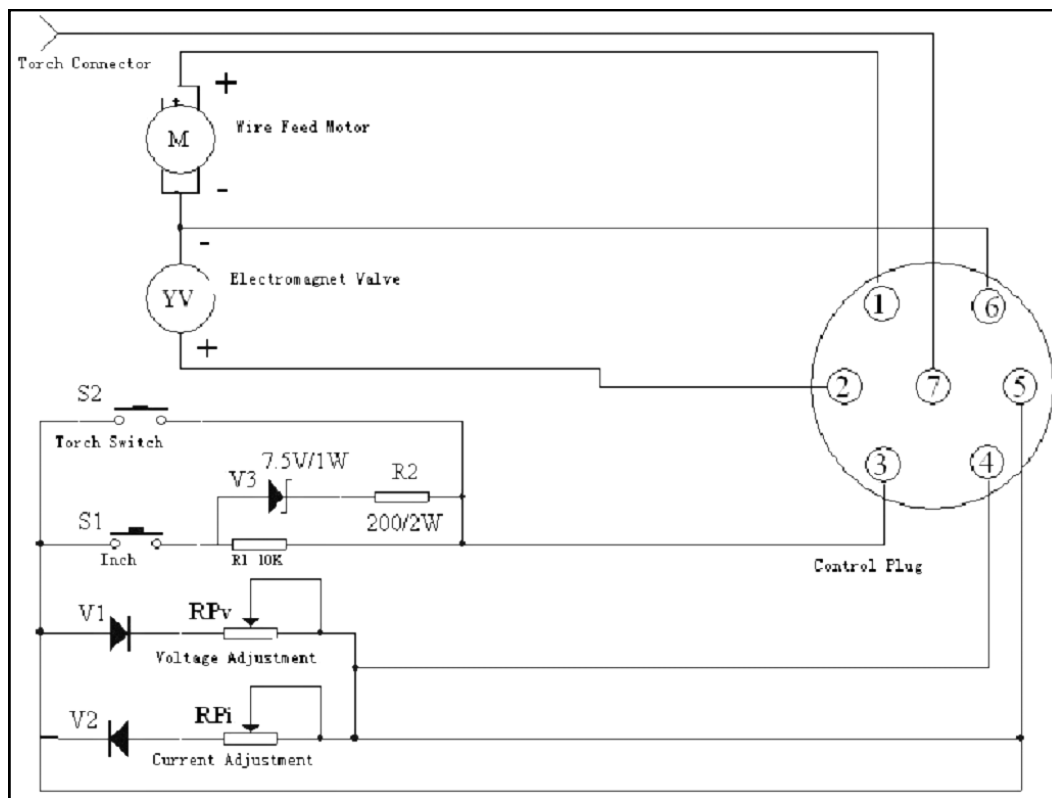 Torch Connector
+
M
Wire Feed Motor
-
-
YV
Electromagnet Valve
+
1
6
2
7
5
3
4
S2
Torch Switch
7.5V/1W
V3
R2
200/2W
S1
Inch
R1 10K
Control Plug
V1
RPv
Voltage Adjustment
V2
RPi
Current Adjustment